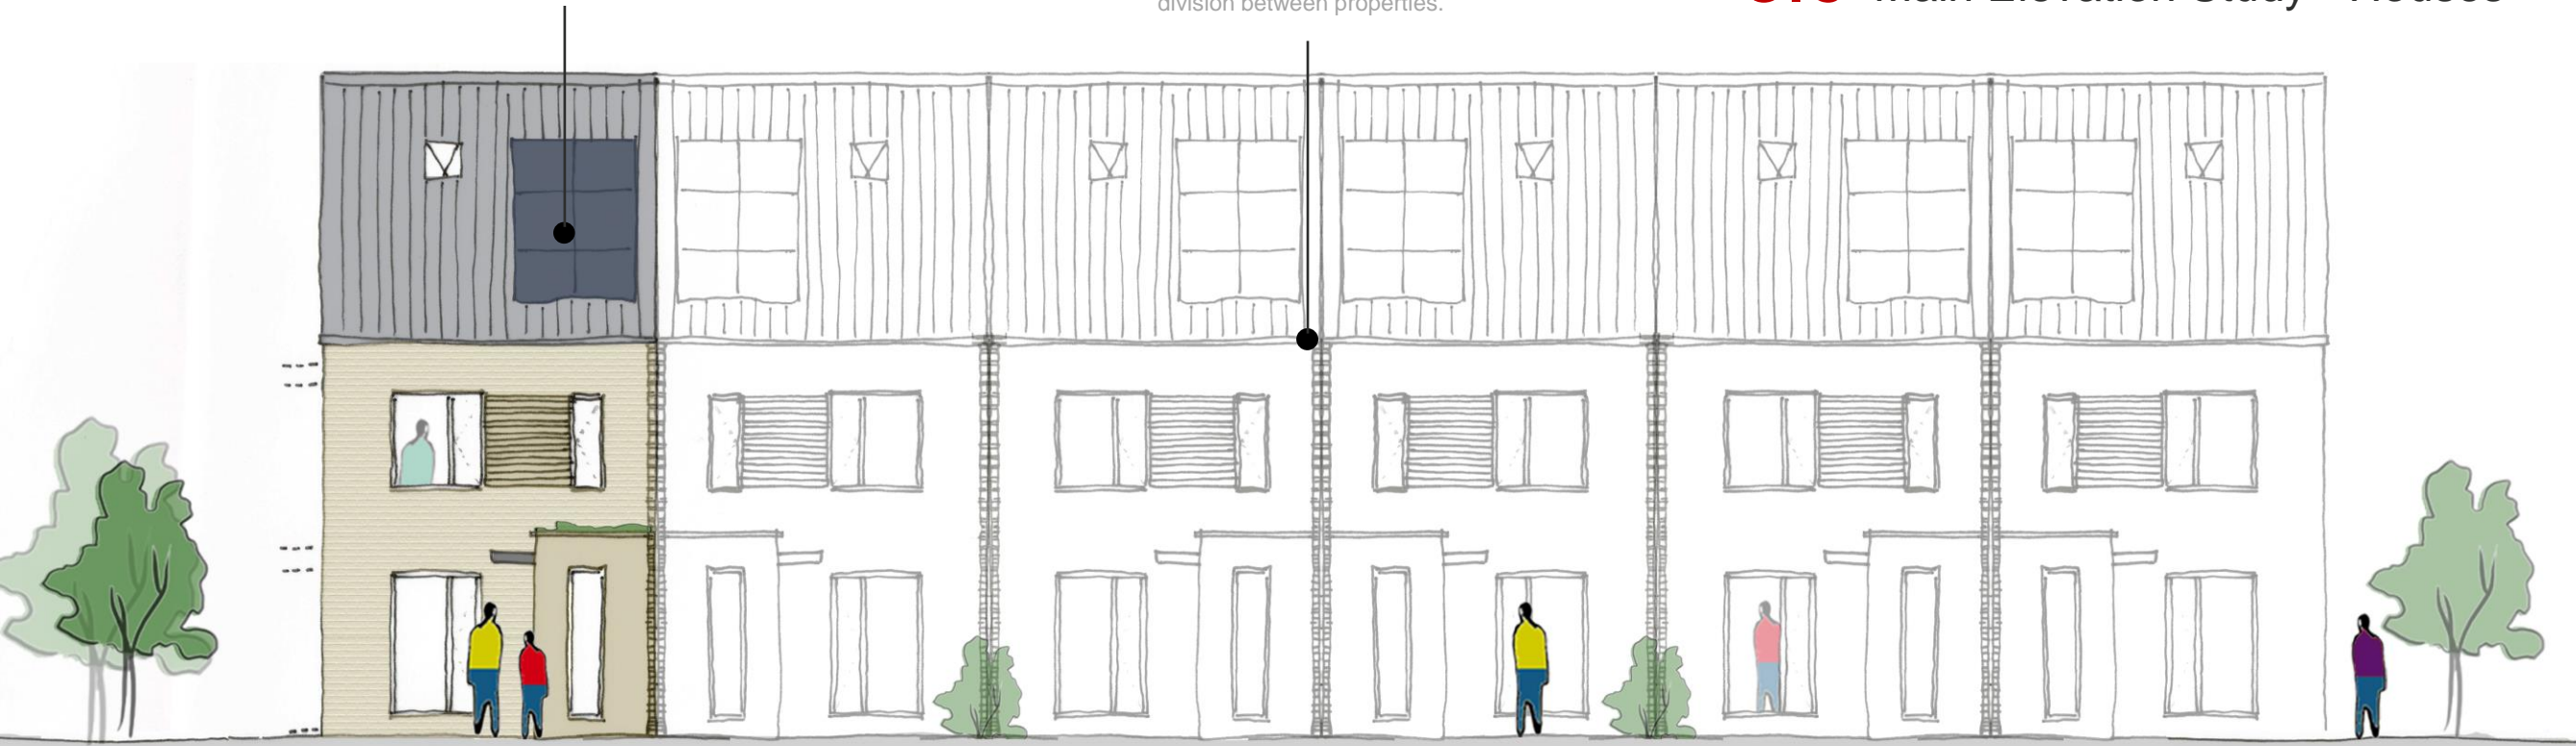 division between properties.
Main Elevation Study - Houses